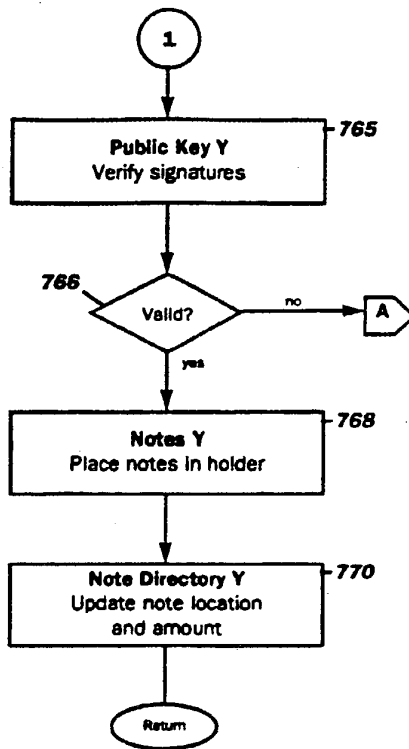 1
765
Public Key Y
Verify signatures
766
Valid?
no
A
yes
768
Notes Y
Place notes in holder
770
Note Directory Y
Update note location
and amount
Return